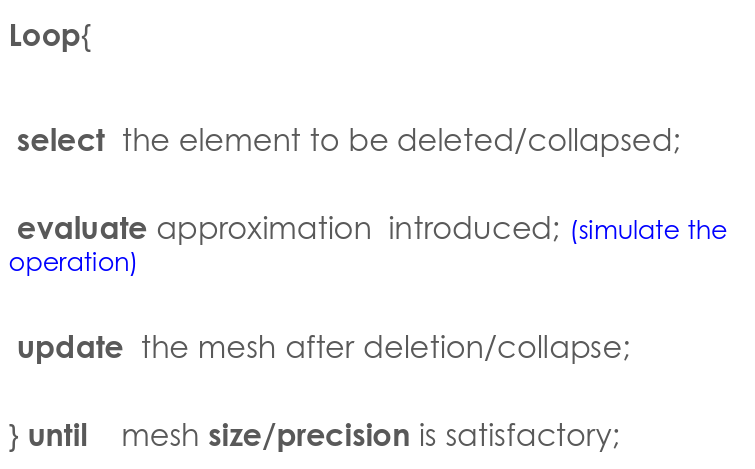 Loop{
select the element to be deleted/collapsed;
evaluate approximation introduced; (simulate the
operation)
update the mesh after deletion/collapse;
} until mesh size/precision is satisfactory;